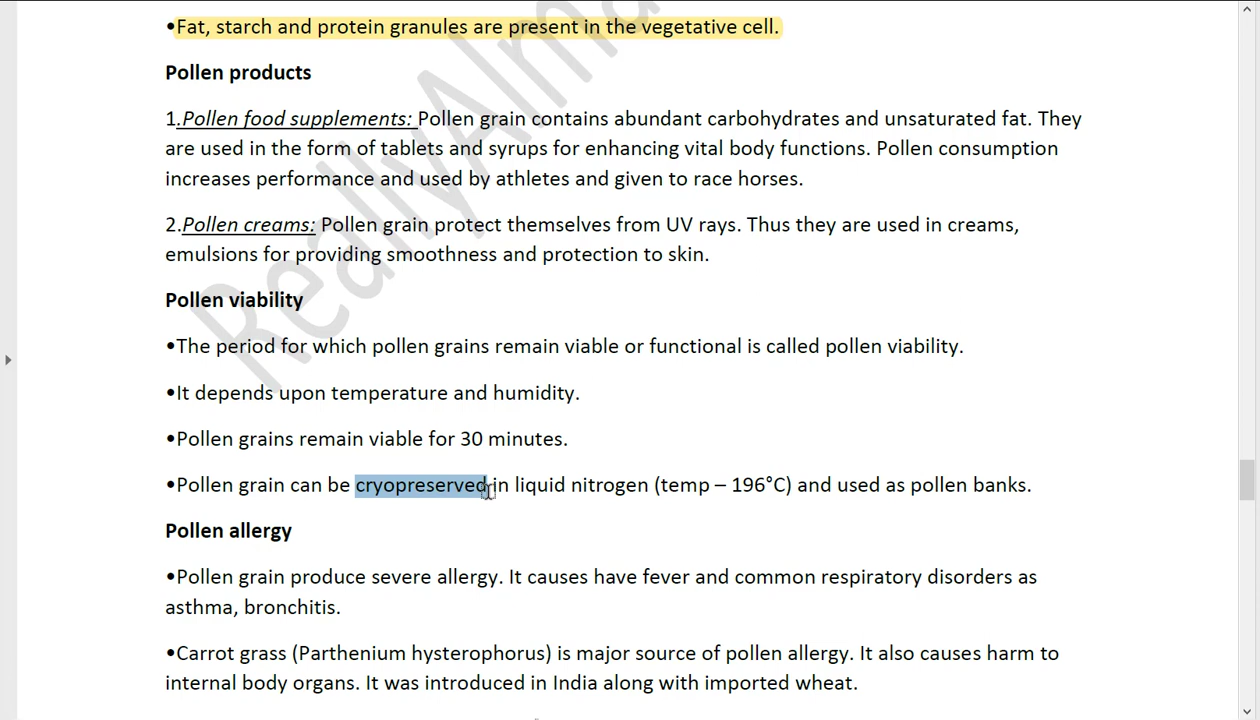 •Fat, starch and protein granules are present in the vegetative cell.
Pollen products
1.Pollen food supplements: Pollen grain contains abundant carbohydrates and unsaturated fat. They
are used in the form of tablets and syrups for enhancing vital body functions. Pollen consumption
increases performance and used by athletes and given to race horses.
2.Pollen creams: Pollen grain protect themselves from UV rays. Thus they are used in creams,
emulsions for providing smoothness and protection to skin.
Pollen viability
•The period for which pollen grains remain viable or functional is called pollen viability.
•It depends upon temperature and humidity.
•Pollen grains remain viable for 30 minutes.
•Pollen grain can be cryopreserved in liquid nitrogen (temp – 196°C) and used as pollen banks.
Pollen allergy
•Pollen grain produce severe allergy. It causes have fever and common respiratory disorders as
asthma, bronchitis.
•Carrot grass (Parthenium hysterophorus) is major source of pollen allergy. It also causes harm to
internal body organs. It was introduced in India along with imported wheat.